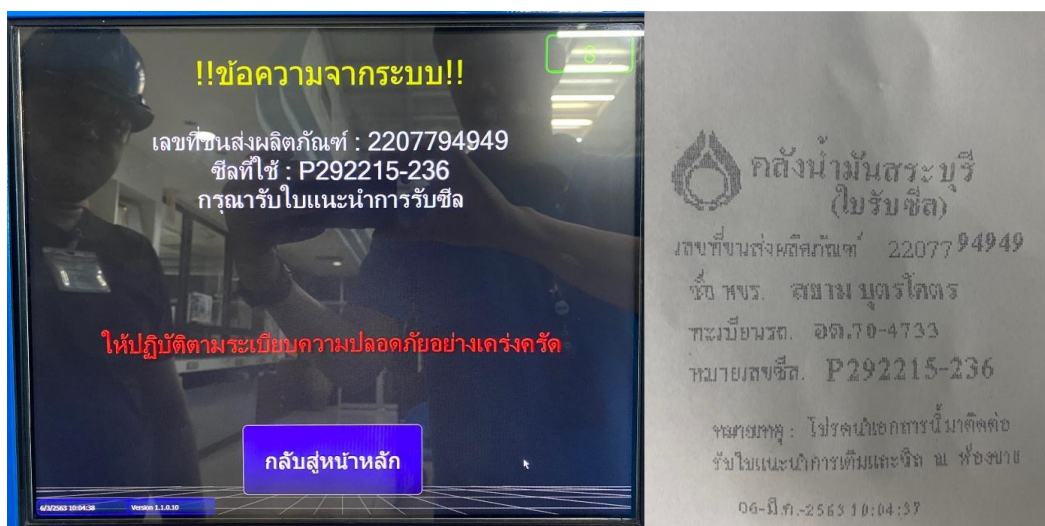 !!ข้อความจากระบบ!!
8
เลขที่ขนส่งผลิตภัณฑ์ : 2207794949
ซีลที่ใช้ : P292215-236
กรุณารับใบแนะนำการรับซีล
ให้ปฏิบัติตามระเบียบความปลอดภัยอย่างเคร่งครัด
กลับสู่หน้าหลัก
6/3/2563 10:04:38 Version 1.1.0.10
คลังน้ำมันสระบุรี
(ใบรับซีล)
เลขที่ขนส่งผลิตภัณฑ์ 2207794949
ชื่อ พขร. สยาม บุตรโคตร
ทะเบียนรถ. อต.70-4733
หมายเลขซีล. P292215-236
หมายเหตุ : โปรดนำเอกสารนี้มาติดต่อ
รับใบแนะนำการเติมและซีล ณ ห้องขาย
06-มี.ค.-2563 10:04:37